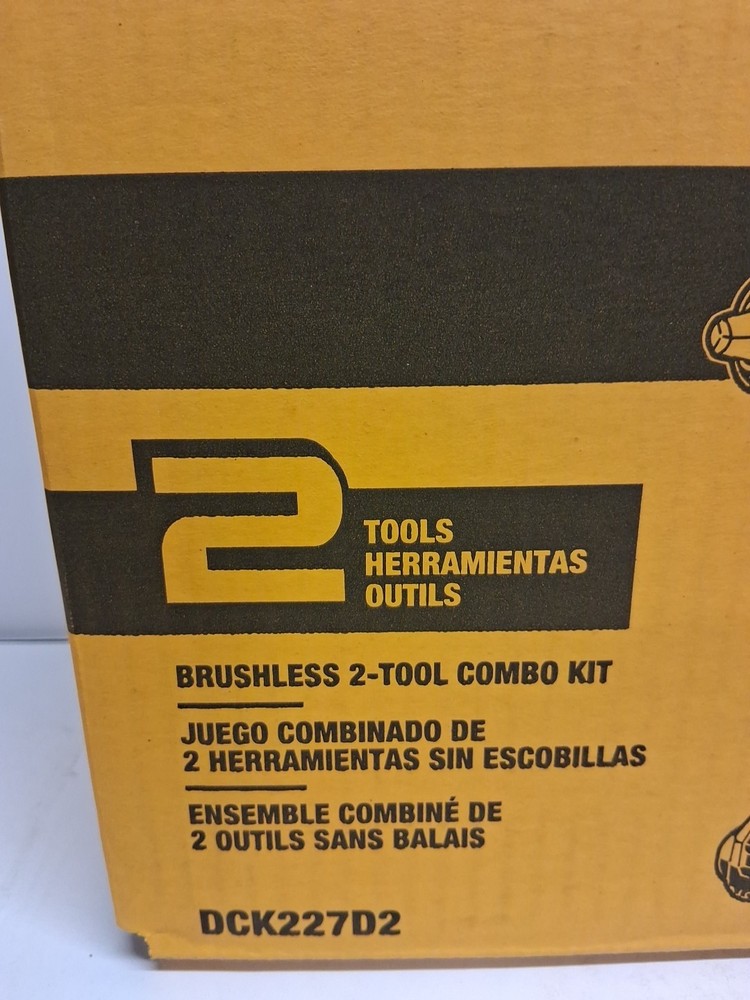 2
TOOLS
HERRAMIENTAS
OUTILS
BRUSHLESS 2-TOOL COMBO KIT
JUEGO COMBINADO DE
2 HERRAMIENTAS SIN ESCOBILLAS
ENSEMBLE COMBINÉ DE
2 OUTILS SANS BALAIS
DCK227D2